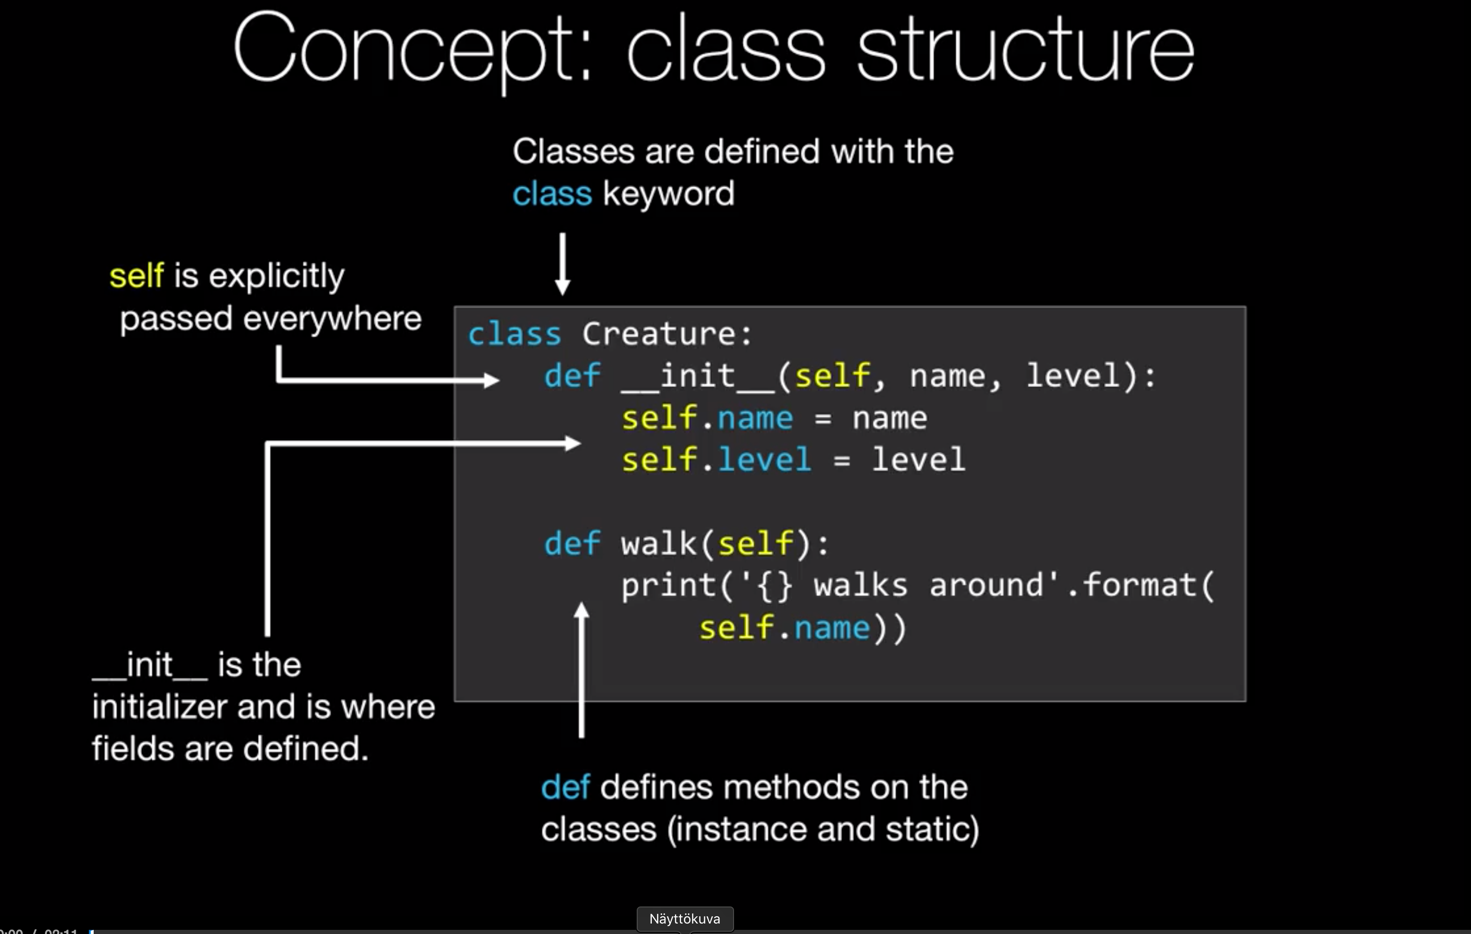 Concept: class structure
Classes are defined with the
class keyword
self is explicitly
passed everywhere
class Creature:
def __init__(self, name, level):
self.name = name
self.level = level
def walk(self):
print('{} walks around'.format(
self.name))
__init__ is the
initializer and is where
fields are defined.
def defines methods on the
classes (instance and static)
Näyttökuva